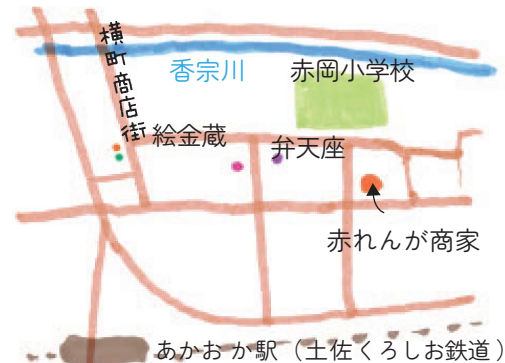 横町商店街
香宗川
赤岡小学校
絵金蔵
弁天座
赤れんが商家
あかおか駅（土佐くろしお鉄道）